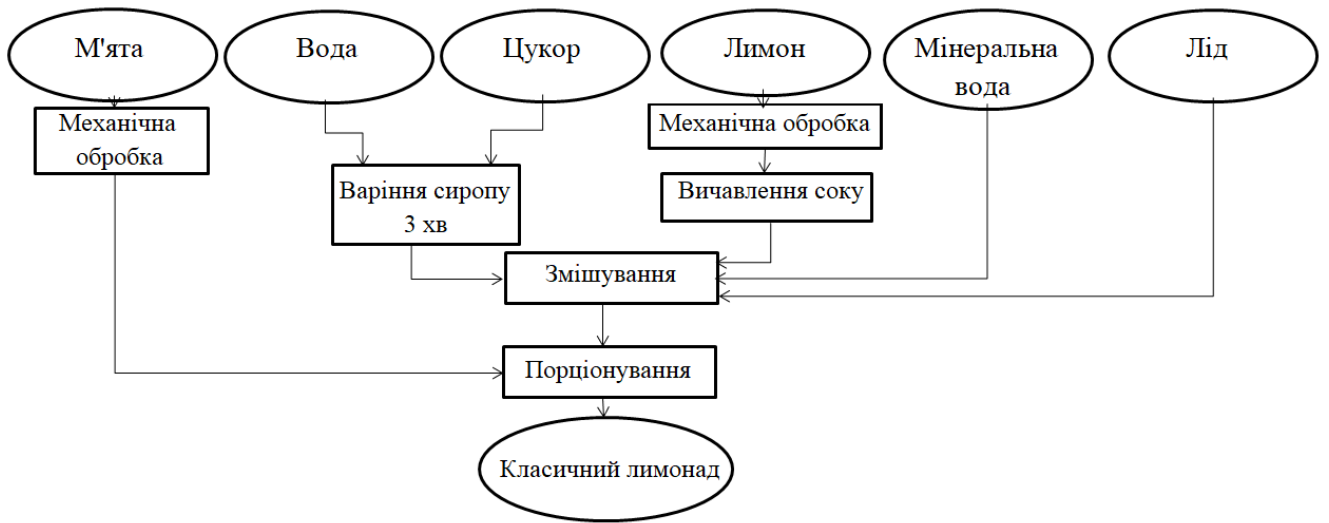 М'ята
Вода
Цукор
Лимон
Мінеральна
вода
Лід
Механічна
обробка
Механічна обробка
Варіння сиропу
3 хв
Вичавлення соку
Змішування
Порціонування
Класичний лимонад